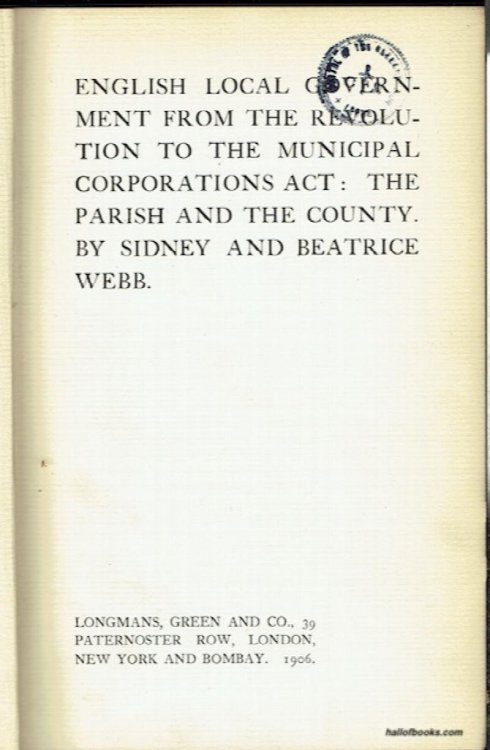 ENGLISH LOCAL GOVERN-
MENT FROM THE REVOLU-
TION TO THE MUNICIPAL
CORPORATIONS ACT: THE
PARISH AND THE COUNTY.
BY SIDNEY AND BEATRICE
WEBB.
LONGMANS, GREEN AND CO., 39
PATERNOSTER ROW, LONDON,
NEW YORK AND BOMBAY. 1906.
hallofbooks.com